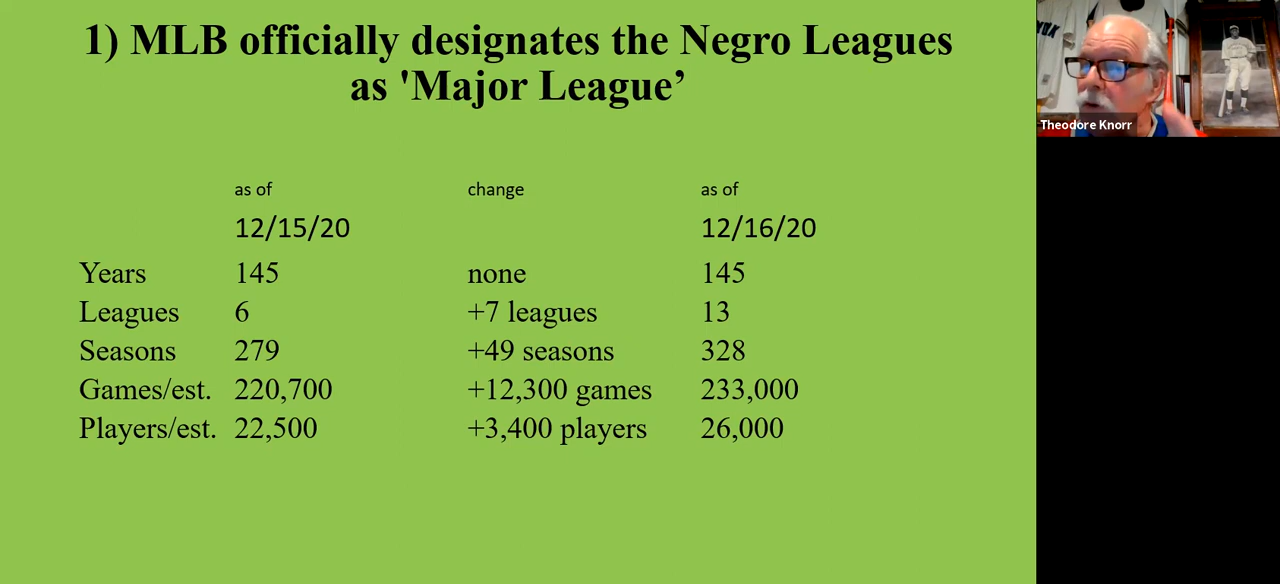 1) MLB officially designates the Negro Leagues
as 'Major League’
Theodore Knorr
as of change as of
12/15/20 12/16/20
Years 145 none 145
Leagues 6 +7 leagues 13
Seasons 279 +49 seasons 328
Games/est. 220,700 +12,300 games 233,000
Players/est. 22,500 +3,400 players 26,000